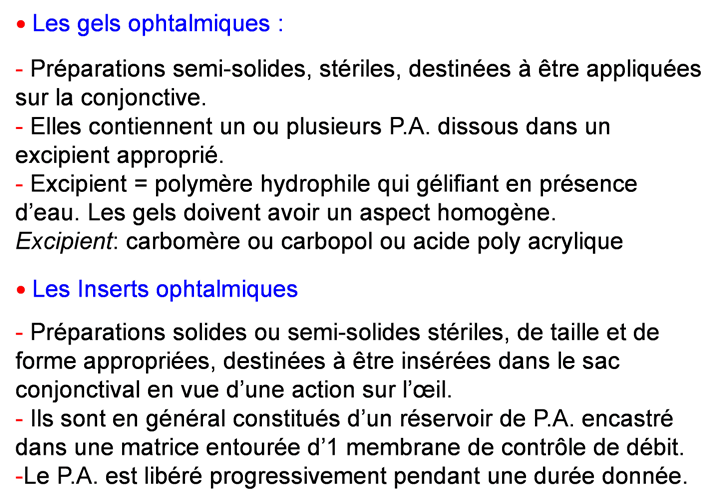 • Les gels ophtalmiques :
- Préparations semi-solides, stériles, destinées à être appliquées
sur la conjonctive.
- Elles contiennent un ou plusieurs P.A. dissous dans un
excipient approprié.
- Excipient = polymère hydrophile qui gélifiant en présence
d’eau. Les gels doivent avoir un aspect homogène.
Excipient: carbomère ou carbopol ou acide poly acrylique
• Les Inserts ophtalmiques
- Préparations solides ou semi-solides stériles, de taille et de
forme appropriées, destinées à être insérées dans le sac
conjonctival en vue d’une action sur l’œil.
- Ils sont en général constitués d’un réservoir de P.A. encastré
dans une matrice entourée d’1 membrane de contrôle de débit.
-Le P.A. est libéré progressivement pendant une durée donnée.